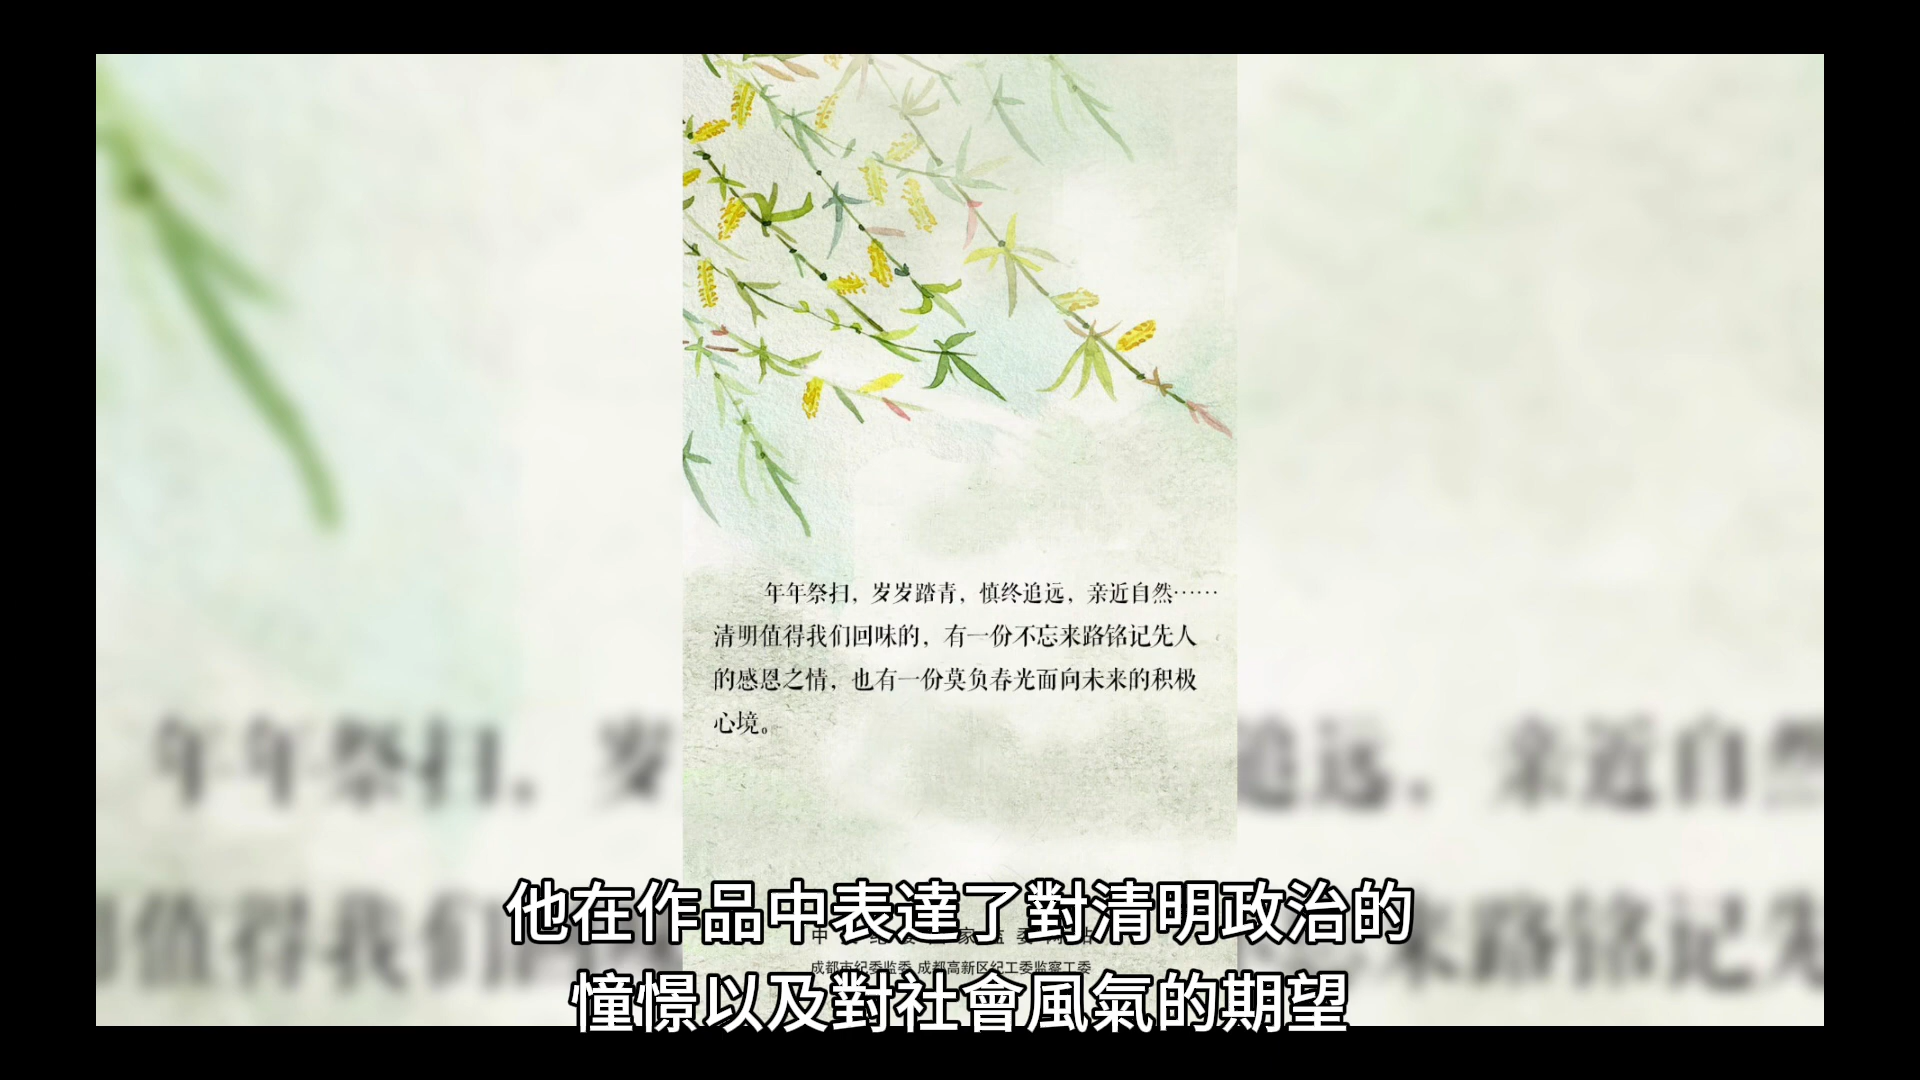 年年祭扫，岁岁踏青，慎终追远，亲近自然……
清明值得我们回味的，有一份不忘来路铭记先人
的感恩之情，也有一份莫负春光面向未来的积极
心境。
他在作品中表達了對清明政治的
成都市纪委监委 成都高新区纪工委监察工委
憧憬以及對社會風氣的期望